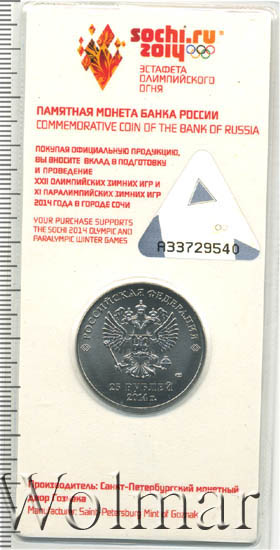 sochi.ru
2014
ЭСТАФЕТА
ОЛИМПИЙСКОГО
ОГНЯ
ПАМЯТНАЯ МОНЕТА БАНКА РОССИИ
COMMEMORATIVE COIN OF THE BANK OF RUSSIA
ПОКУПАЯ ОФИЦИАЛЬНУЮ ПРОДУКЦИЮ,
ВЫ ВНОСИТЕ ВКЛАД В ПОДГОТОВКУ
И ПРОВЕДЕНИЕ
XXII ОЛИМПИЙСКИХ ЗИМНИХ ИГР И
XI ПАРАЛИМПИЙСКИХ ЗИМНИХ ИГР
2014 ГОДА В ГОРОДЕ СОЧИ
YOUR PURCHASE SUPPORTS
THE SOCHI 2014 OLYMPIC AND
PARALYMPIC WINTER GAMES
A33729540
РОССИЙСКАЯ ФЕДЕРАЦИЯ
25 РУБЛЕЙ
2014 г.
Производитель: Санкт-Петербургский монетный
двор Гознака
Manufacturer: Saint-Petersburg Mint of Goznak
Wolmar